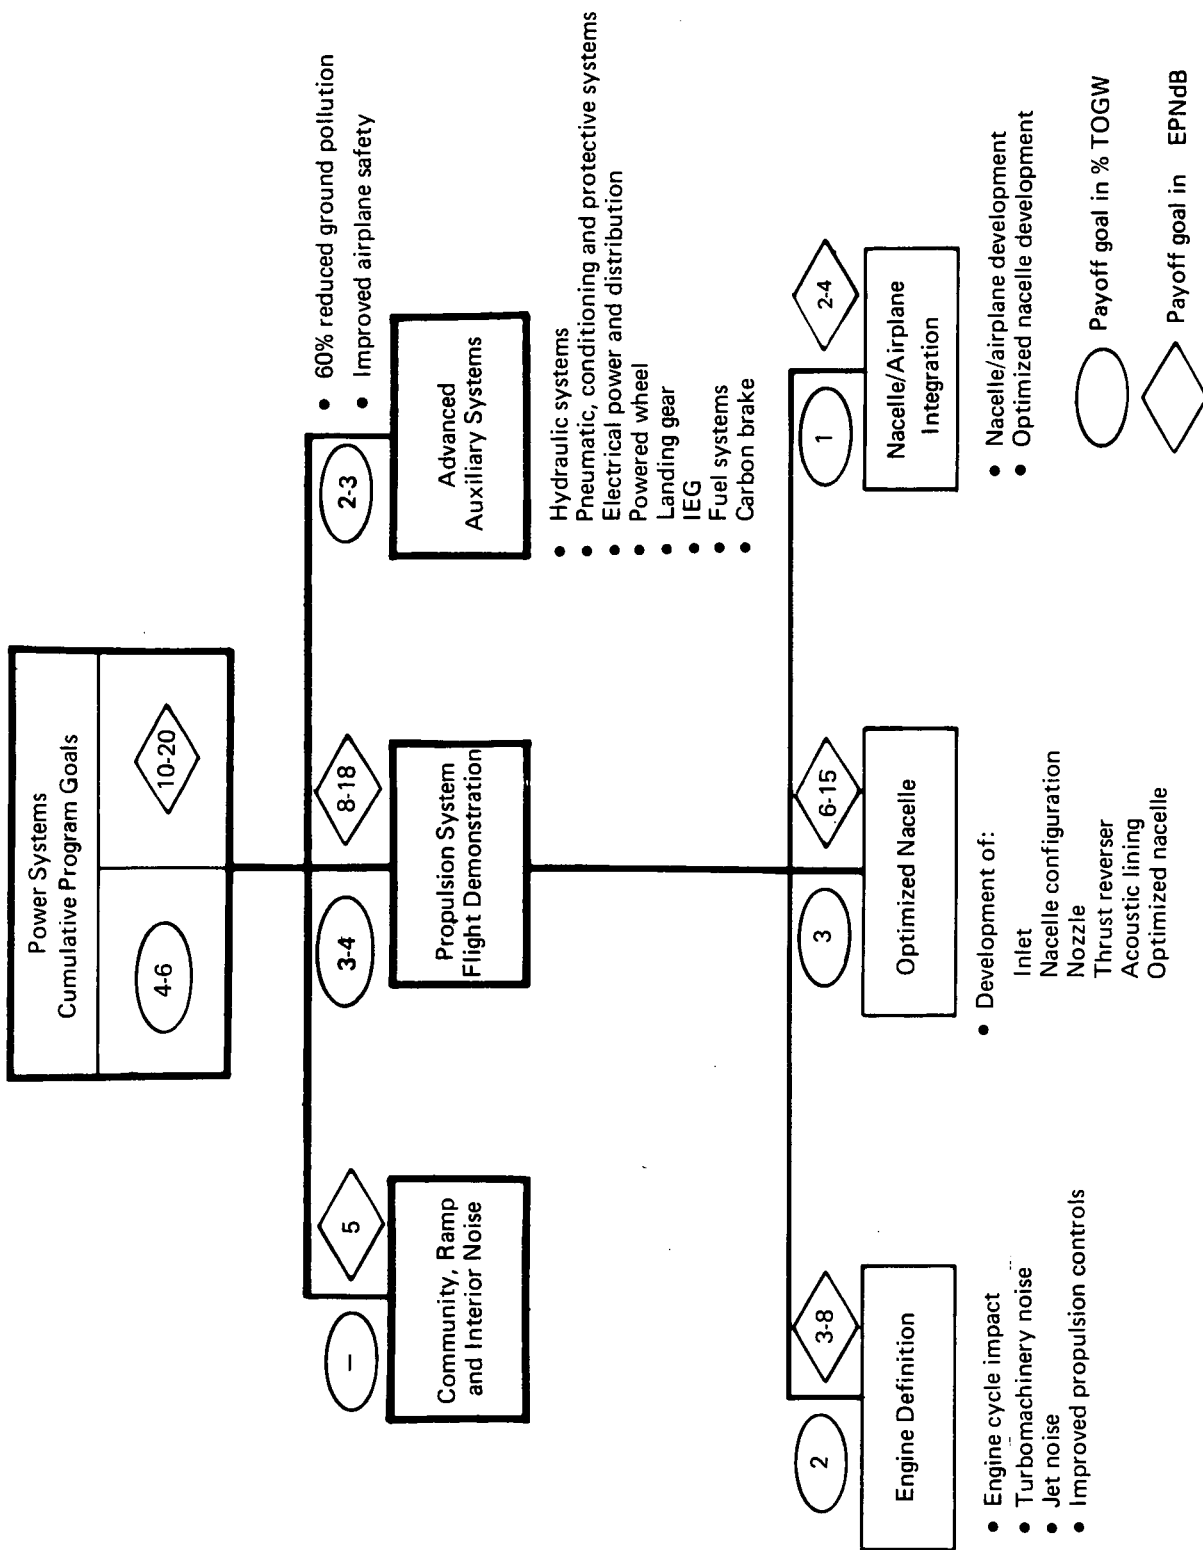 Power Systems
Cumulative Program Goals
4-6
10-20
—
5
Community, Ramp
and Interior Noise
3-4
8-18
Propulsion System
Flight Demonstration
2-3
• 60% reduced ground pollution
• Improved airplane safety
Advanced
Auxiliary Systems
• Hydraulic systems
• Pneumatic, conditioning and protective systems
• Electrical power and distribution
• Powered wheel
• Landing gear
• IEG
• Fuel systems
• Carbon brake
2
3-8
Engine Definition
• Engine cycle impact
• Turbomachinery noise
• Jet noise
• Improved propulsion controls
3
6-15
Optimized Nacelle
• Development of:
Inlet
Nacelle configuration
Nozzle
Thrust reverser
Acoustic lining
Optimized nacelle
1
2-4
Nacelle/Airplane
Integration
• Nacelle/airplane development
• Optimized nacelle development
Payoff goal in % TOGW
Payoff goal in EPNdB